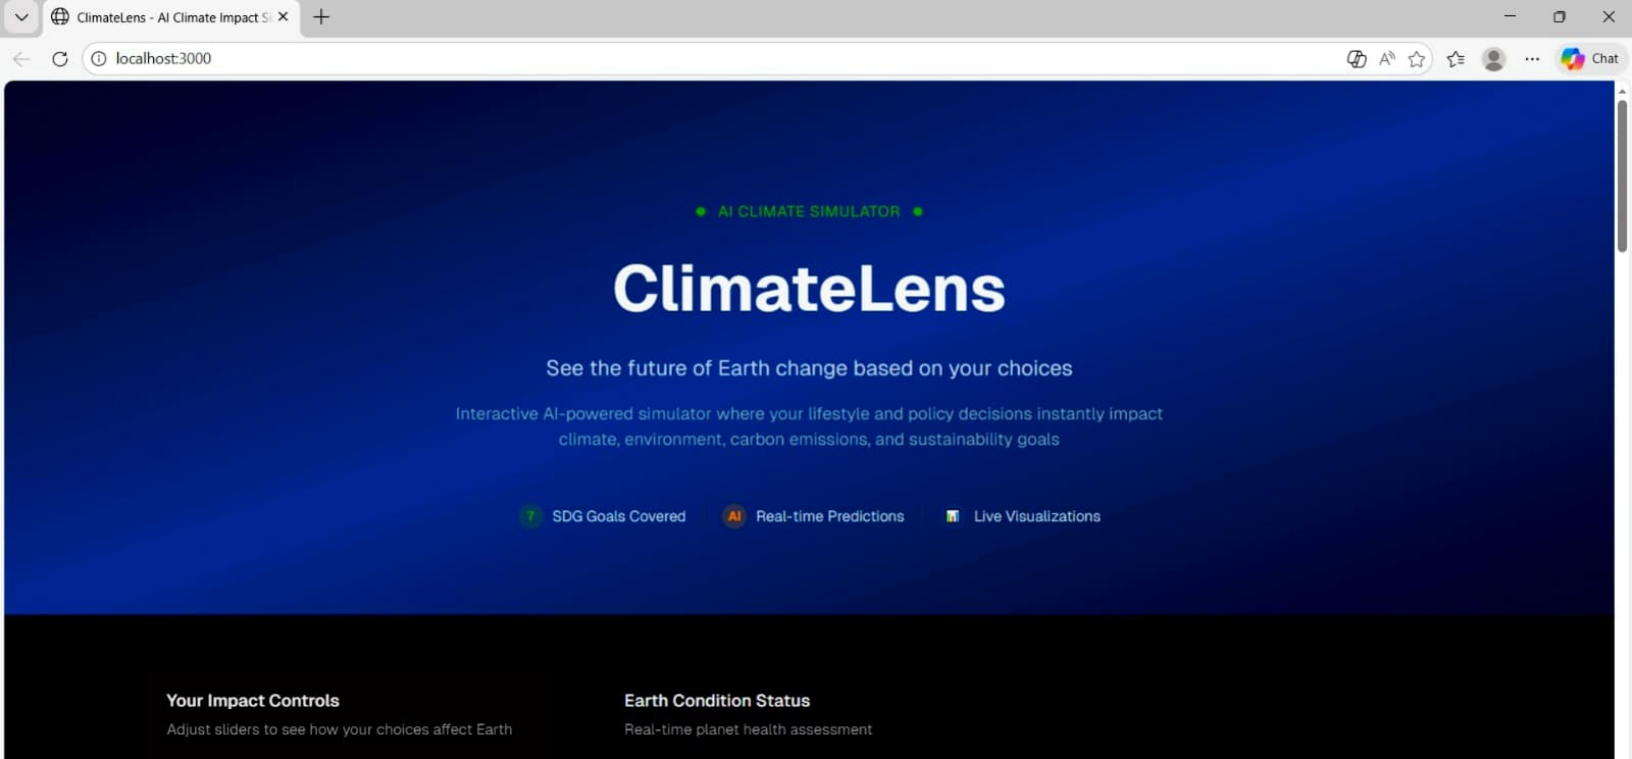 ClimateLens - AI Climate Impact S
localhost:3000
Chat
AI CLIMATE SIMULATOR
ClimateLens
See the future of Earth change based on your choices
Interactive AI-powered simulator where your lifestyle and policy decisions instantly impact
climate, environment, carbon emissions, and sustainability goals
7 SDG Goals Covered AI Real-time Predictions Live Visualizations
Your Impact Controls
Adjust sliders to see how your choices affect Earth
Earth Condition Status
Real-time planet health assessment